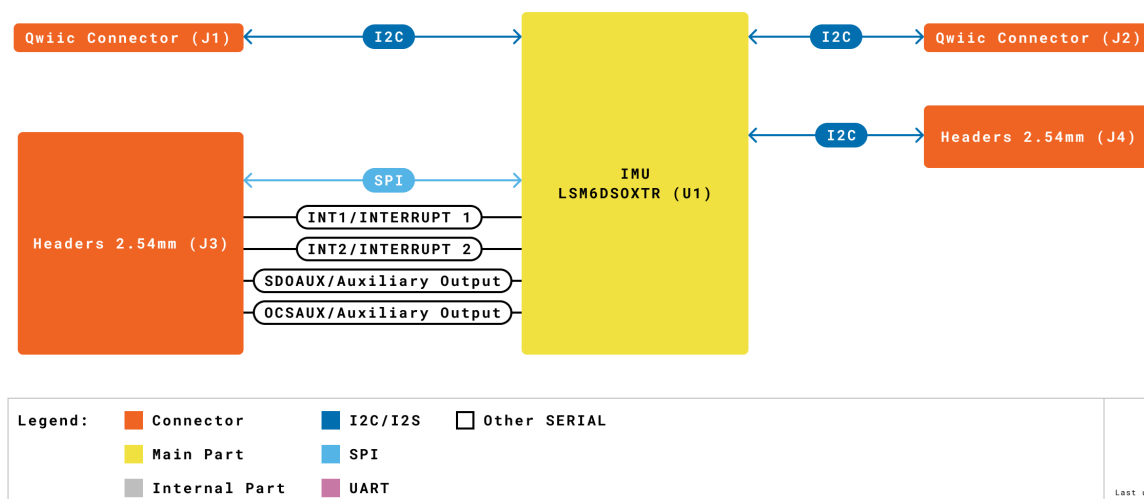 Qwiic Connector (J1)
I2C
I2C
Qwiic Connector (J2)
I2C
Headers 2.54mm (J4)
IMU
LSM6DSOXTR (U1)
SPI
INT1/INTERRUPT 1
Headers 2.54mm (J3)
INT2/INTERRUPT 2
SDOAUX/Auxiliary Output
OCSAUX/Auxiliary Output
Legend:
Connector
I2C/I2S
Other SERIAL
Main Part
SPI
Internal Part
UART
Last